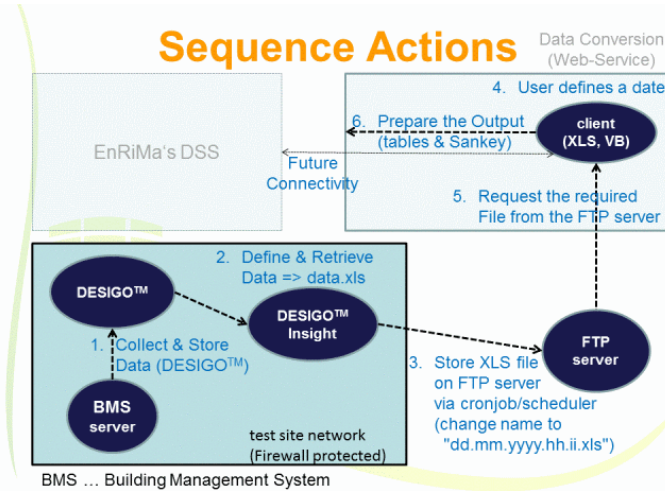 Sequence Actions
Data Conversion
(Web-Service)
4. User defines a date
6. Prepare the Output
(tables & Sankey)
client
(XLS, VB)
EnRiMa's DSS
Future
Connectivity
5. Request the required
File from the FTP server
2. Define & Retrieve
Data => data.xls
DESIGO™
DESIGO™
Insight
1. Collect & Store
Data (DESIGO™)
FTP
server
3. Store XLS file
on FTP server
via cronjob/scheduler
(change name to
"dd.mm.yyyy.hh.ii.xls")
BMS
server
test site network
(Firewall protected)
BMS ... Building Management System